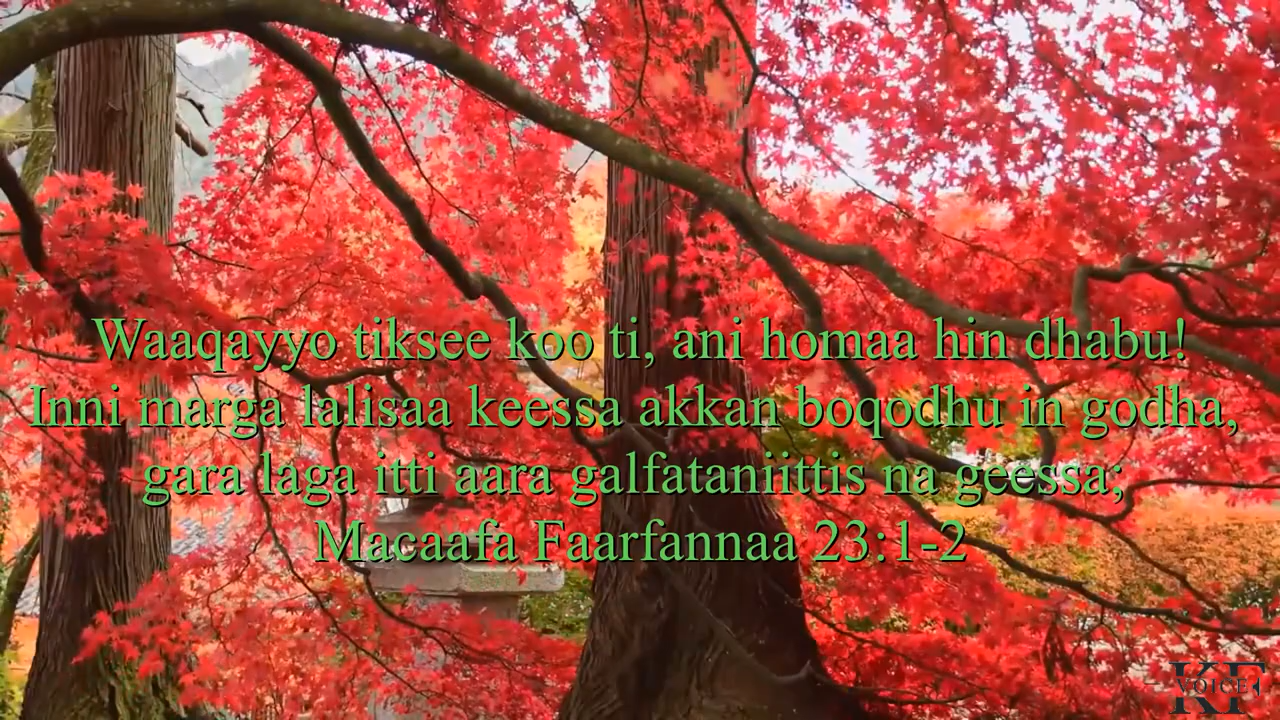 Waaqayyo tiksee koo ti, ani homaa hin dhabu!
Inni marga lalisaa keessa akkan boqodhu in godha,
gara laga itti aara galfataniittis na geessa;
Macaafa Faarfannaa 23:1-2
KF
VOICE